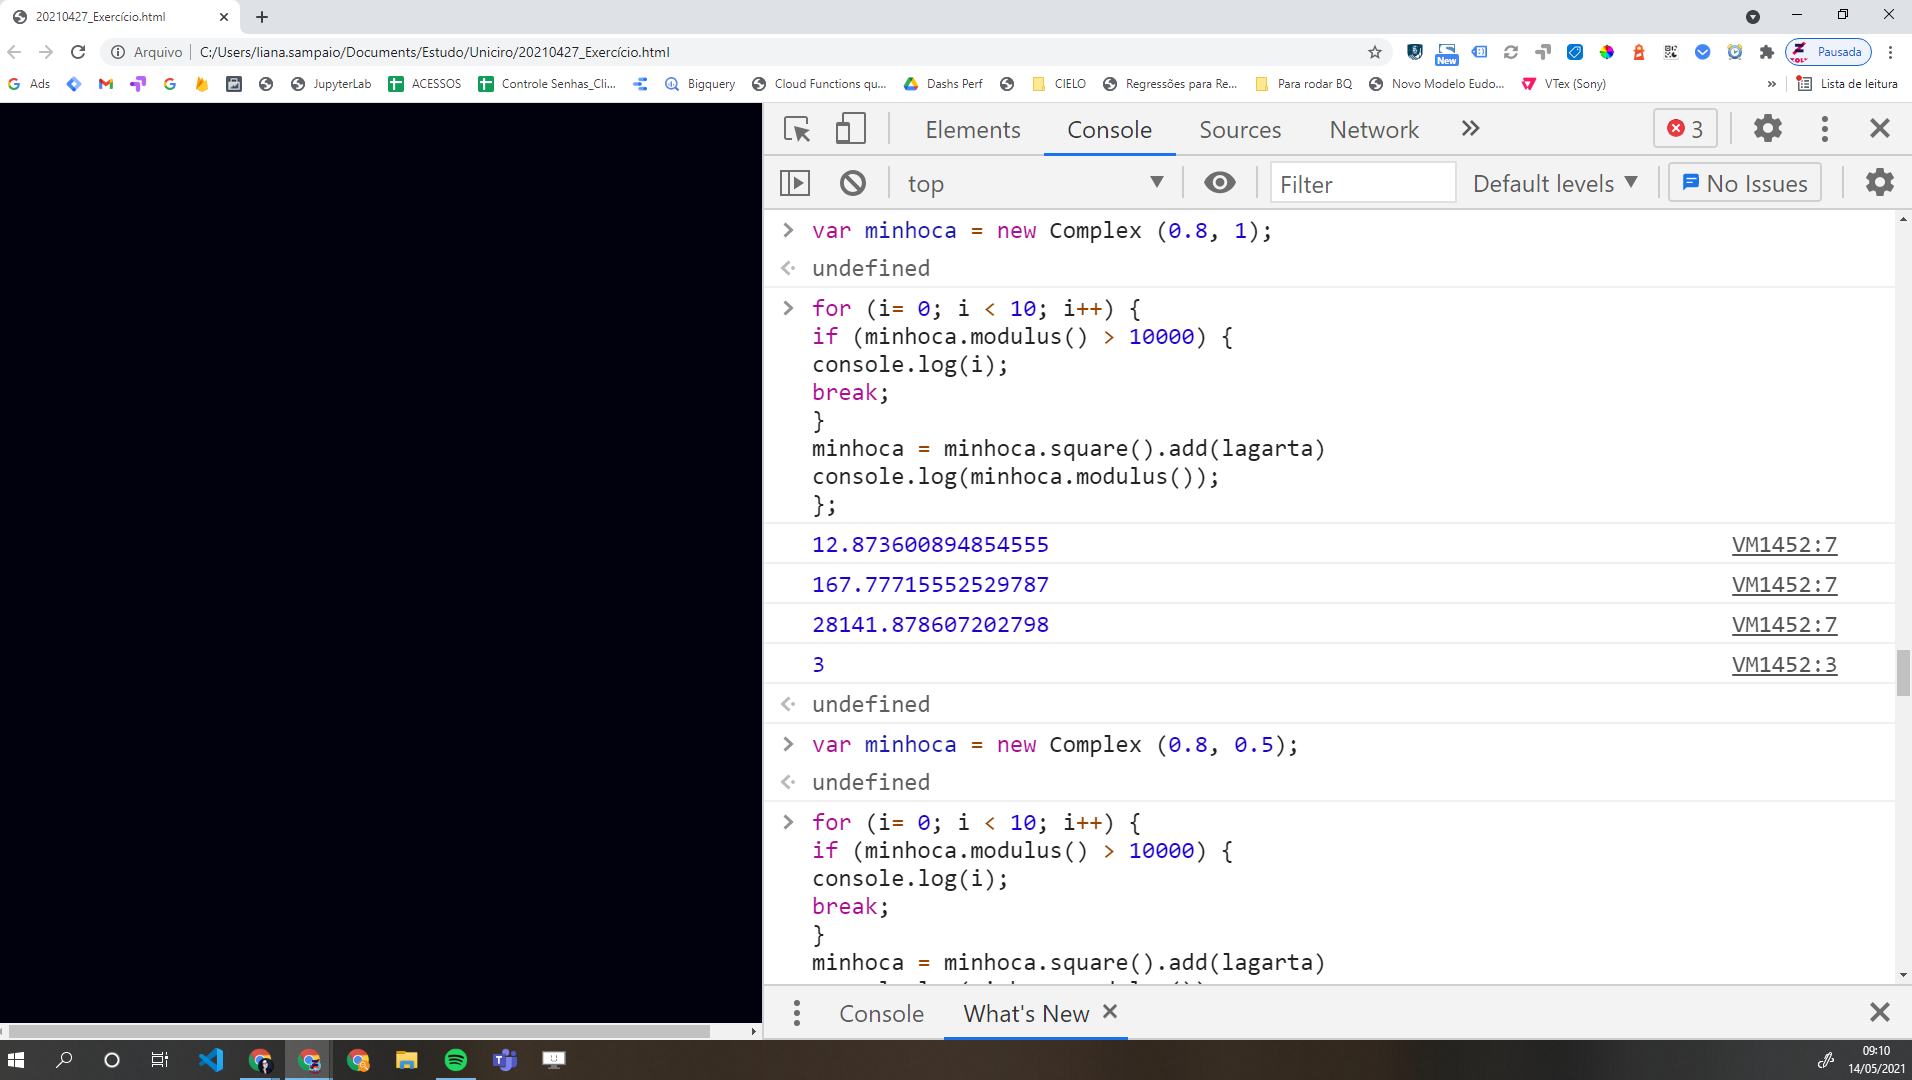 20210427_Exercício.html
Arquivo C:/Users/liana.sampaio/Documents/Estudo/Uniciro/20210427_Exercício.html
New
Pausada
Ads
JupyterLab
ACESSOS
Controle Senhas_Cli...
Bigquery
Cloud Functions qu...
Dashs Perf
CIELO
Regressões para Re...
Para rodar BQ
Novo Modelo Eudo...
VTex (Sony)
»
Lista de leitura
Elements Console Sources Network 3
top Filter Default levels No Issues
var minhoca = new Complex (0.8, 1);
undefined
for (i= 0; i < 10; i++) {
if (minhoca.modulus() > 10000) {
console.log(i);
break;
}
minhoca = minhoca.square().add(lagarta)
console.log(minhoca.modulus());
};
12.873600894854555 VM1452:7
167.77715552529787 VM1452:7
28141.878607202798 VM1452:7
3 VM1452:3
undefined
var minhoca = new Complex (0.8, 0.5);
undefined
for (i= 0; i < 10; i++) {
if (minhoca.modulus() > 10000) {
console.log(i);
break;
}
minhoca = minhoca.square().add(lagarta)
Console What's New
09:10
14/05/2021